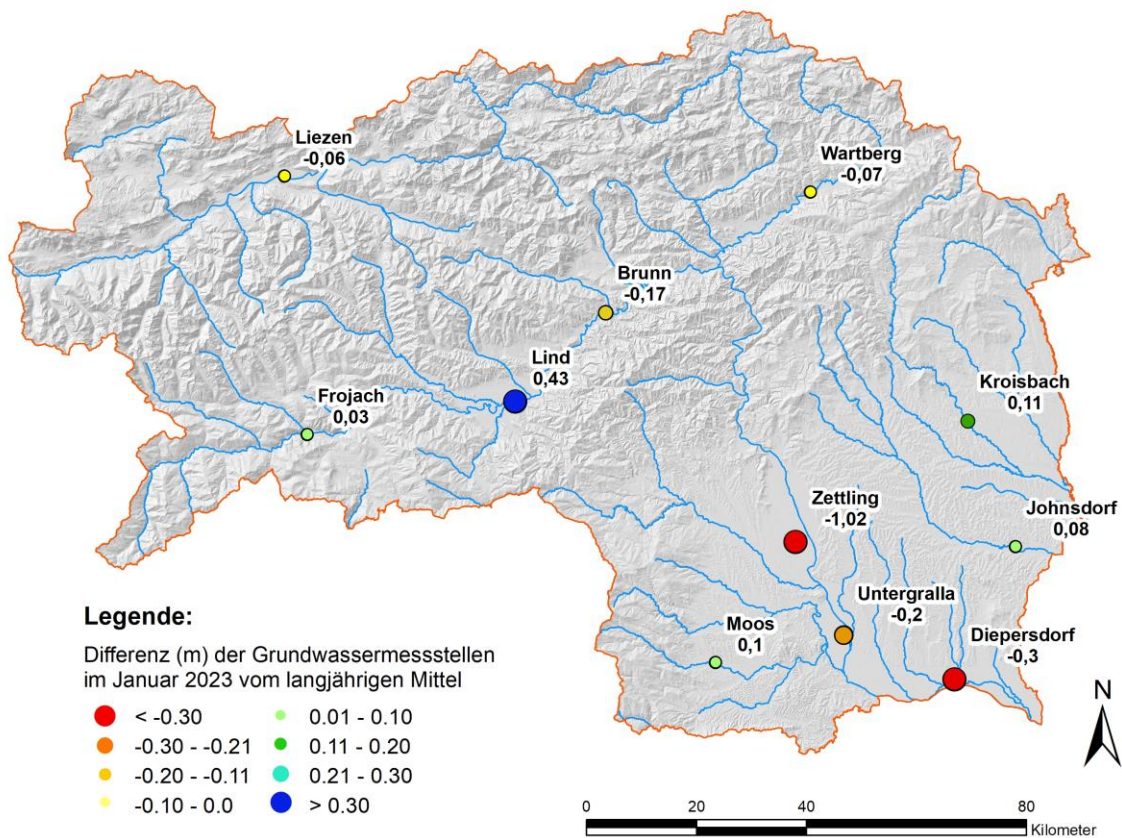 Liezen
-0,06
Wartberg
-0,07
Brunn
-0,17
Lind
0,43
Frojach
0,03
Kroisbach
0,11
Zettling
-1,02
Johnsdorf
0,08
Untergralla
-0,2
Moos
0,1
Diepersdorf
-0,3
Legende:
Differenz (m) der Grundwassermessstellen
im Januar 2023 vom langjährigen Mittel
< -0.30
-0.30 - -0.21
-0.20 - -0.11
-0.10 - 0.0
0.01 - 0.10
0.11 - 0.20
0.21 - 0.30
> 0.30
N
0 20 40 80
Kilometer